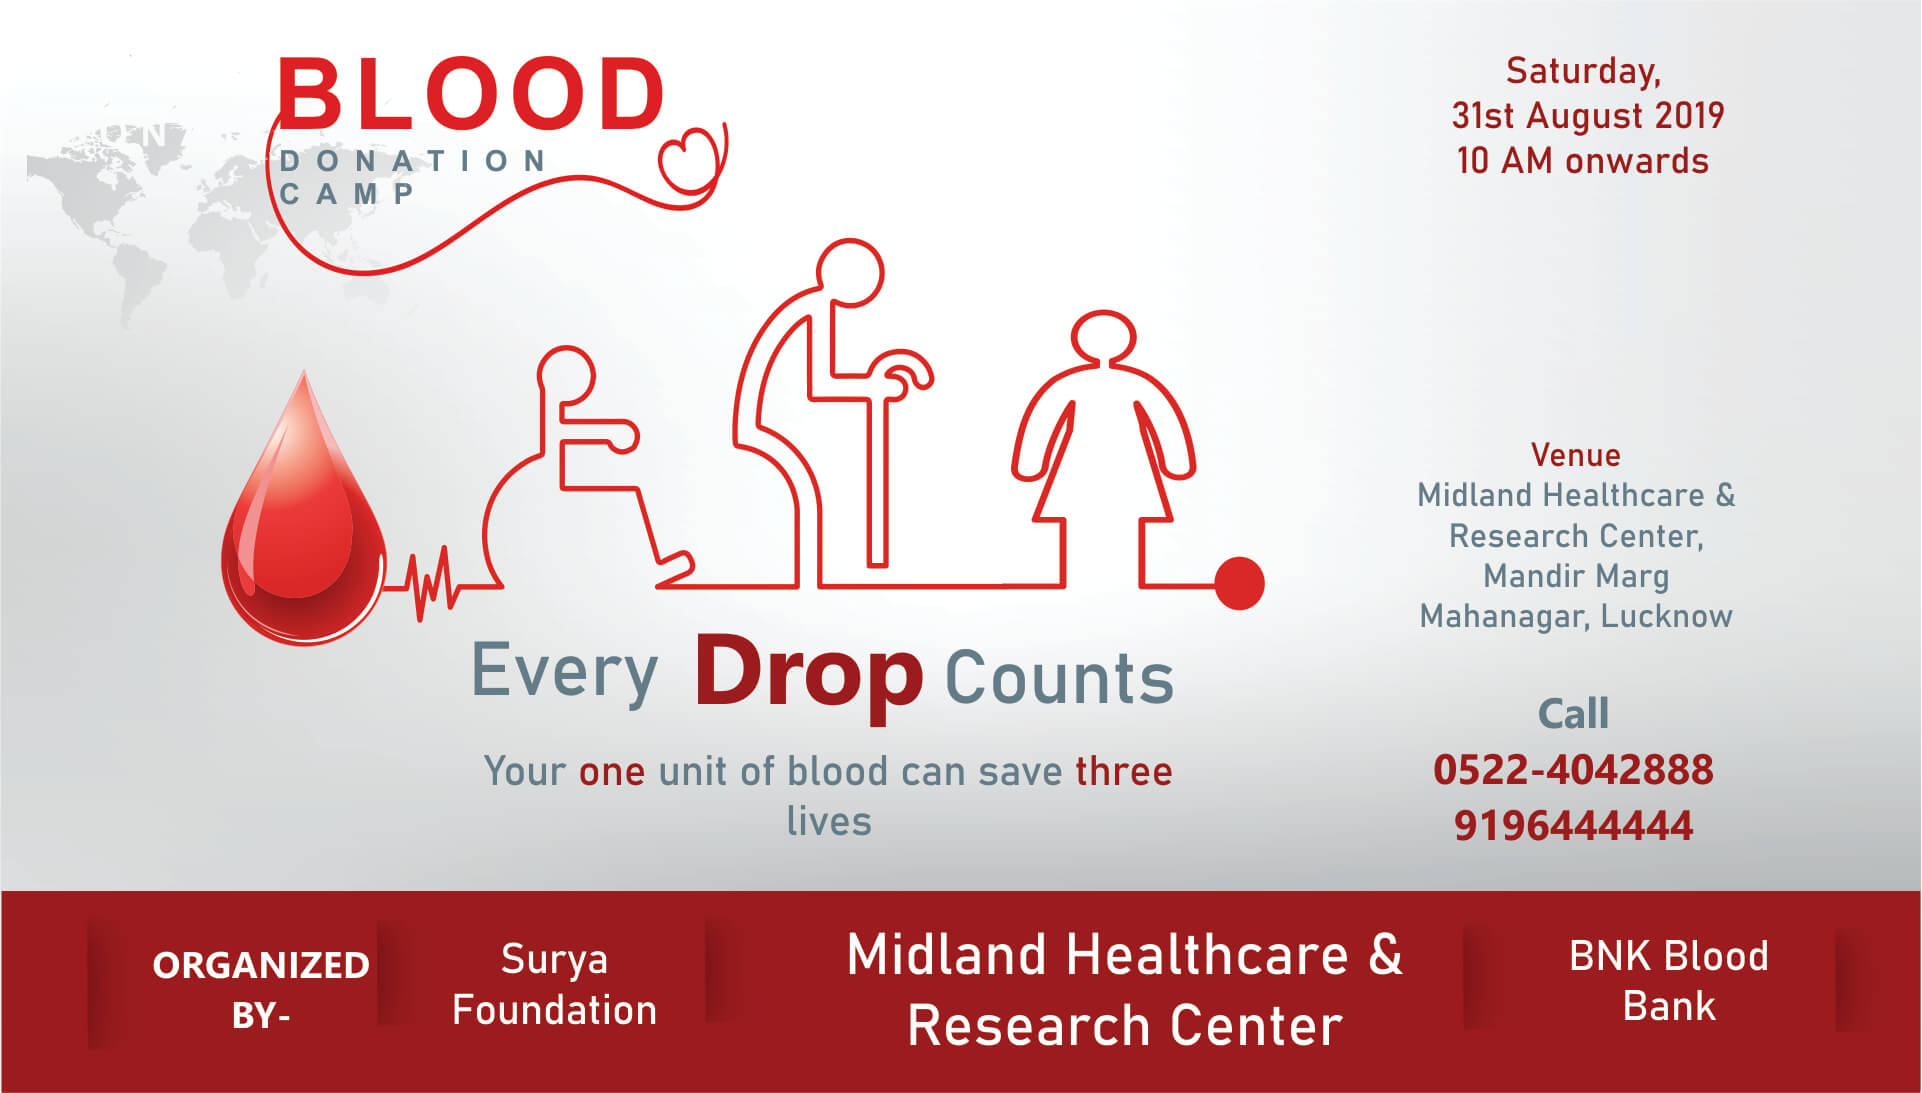 BLOOD
DONATION
CAMP
Saturday,
31st August 2019
10 AM onwards
Venue
Midland Healthcare &
Research Center,
Mandir Marg
Mahanagar, Lucknow
Every Drop Counts
Your one unit of blood can save three
lives
Call
0522-4042888
9196444444
ORGANIZED
BY-
Surya
Foundation
Midland Healthcare &
Research Center
BNK Blood
Bank